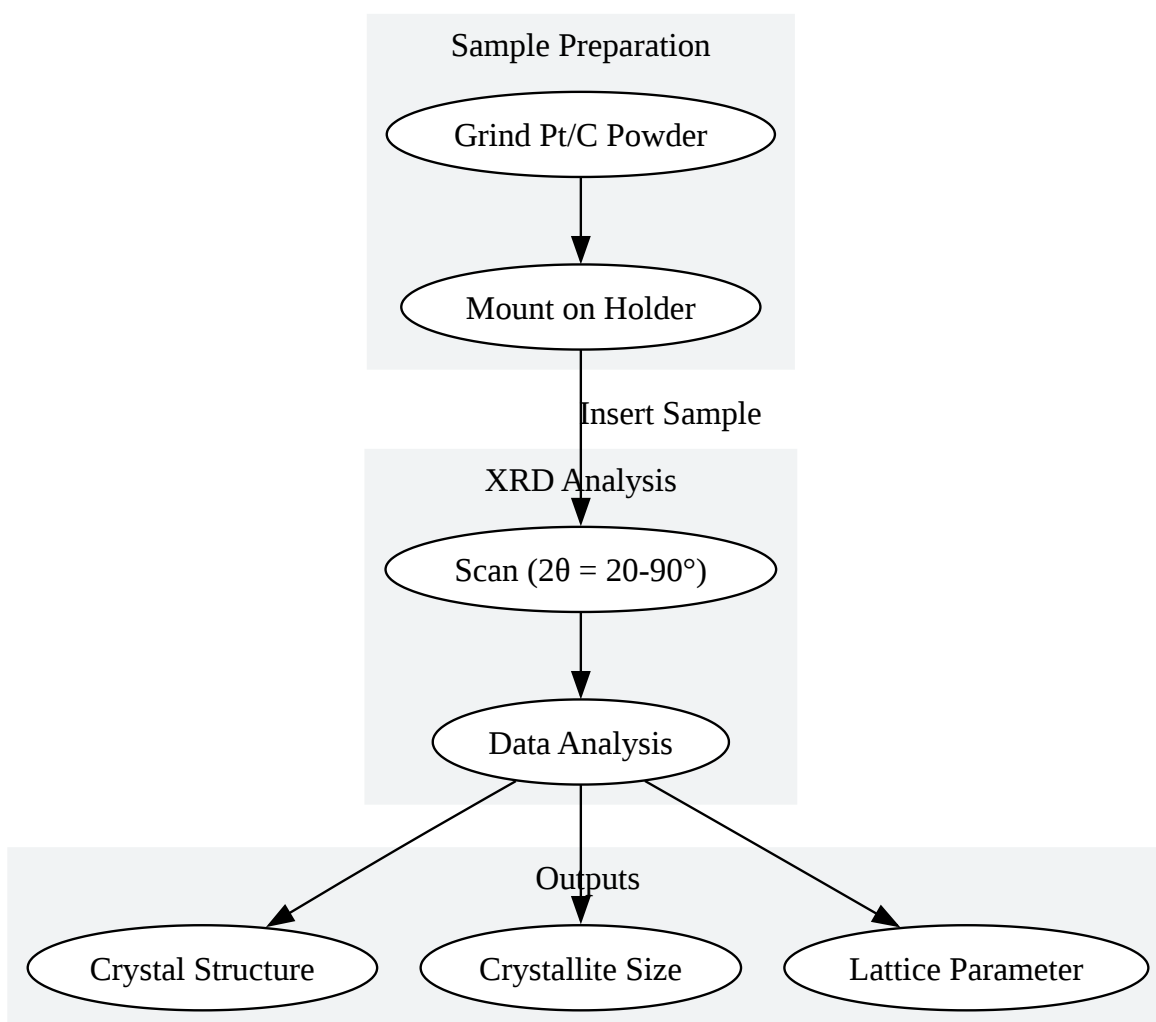 Sample Preparation
Grind Pt/C Powder
Mount on Holder
Insert Sample
XRD Analysis
Scan (2θ = 20-90°)
Data Analysis
Outputs
Crystal Structure
Crystallite Size
Lattice Parameter